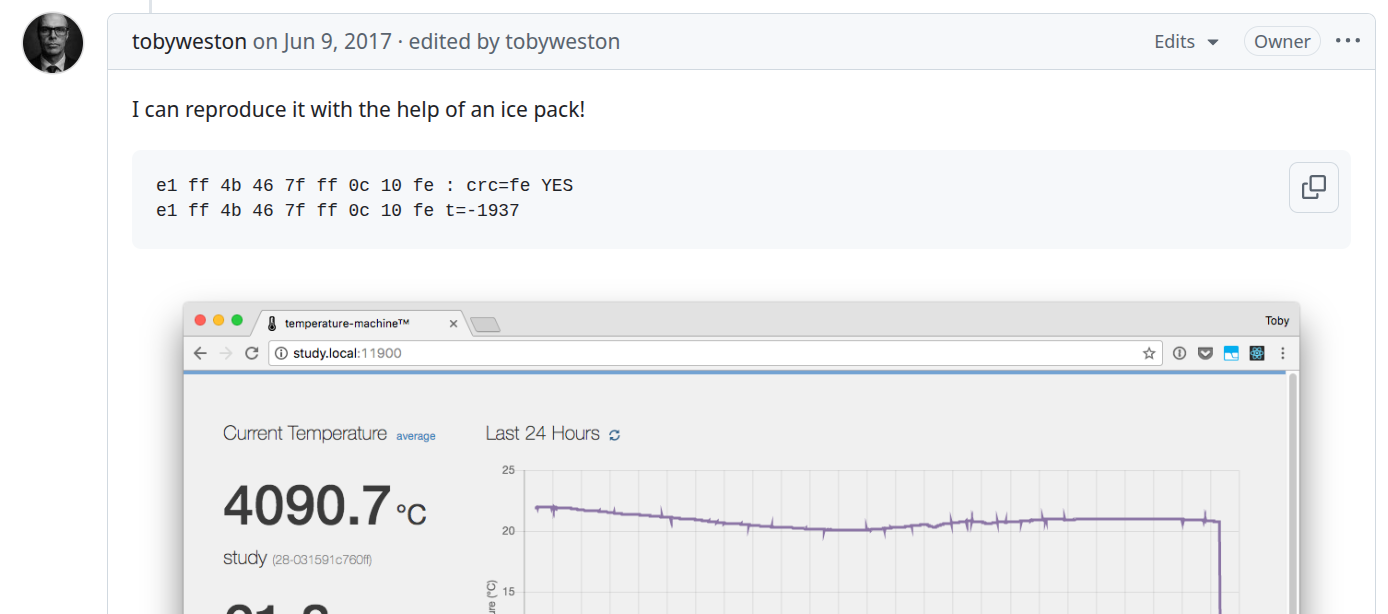 tobyweston on Jun 9, 2017 · edited by tobyweston
Edits
Owner
I can reproduce it with the help of an ice pack!
e1 ff 4b 46 7f ff 0c 10 fe : crc=fe YES
e1 ff 4b 46 7f ff 0c 10 fe t=-1937
temperature-machine™
Toby
study.local:11900
Current Temperature average
Last 24 Hours
4090.7 °C
study (28-031591c760ff)
25
20
15